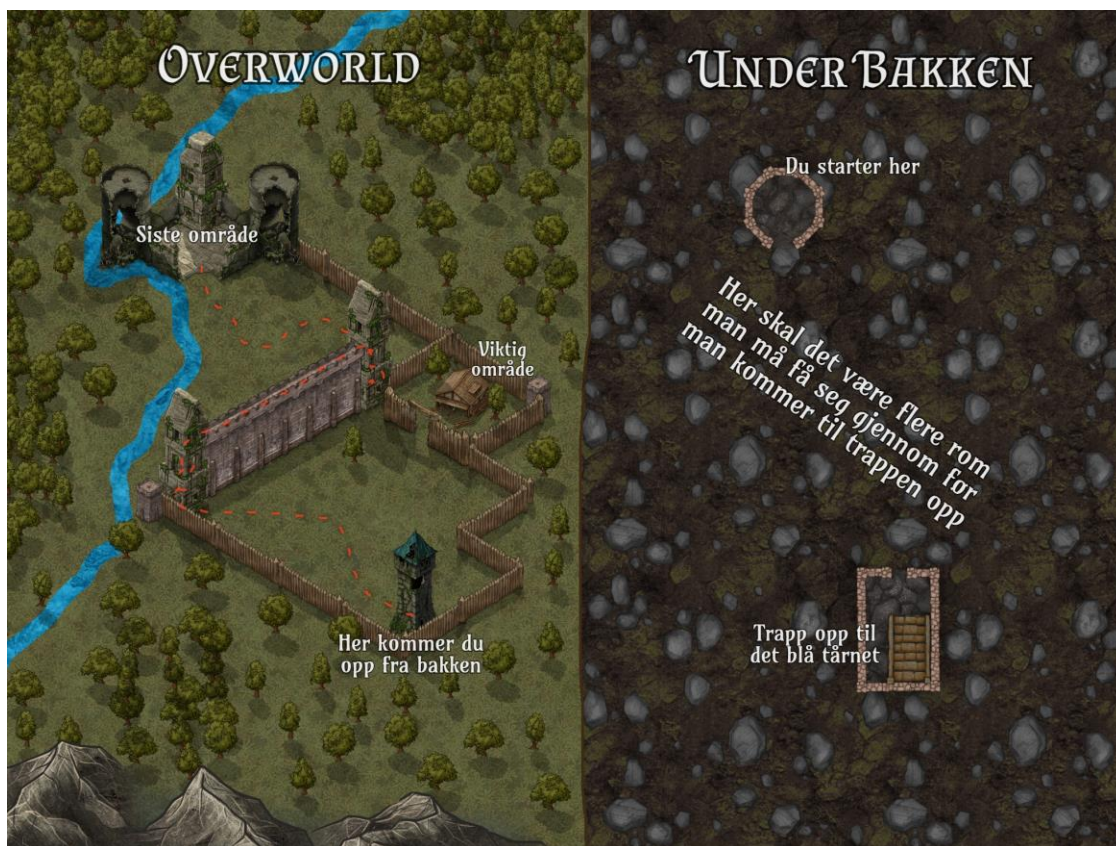 Overworld
Siste område
Viktig
område
Her kommer du
opp fra bakken
Under Bakken
Du starter her
Her skal det være flere rom
man må få seg gjennom før
man kommer til trappen opp
Trapp opp til
det blå tårnet